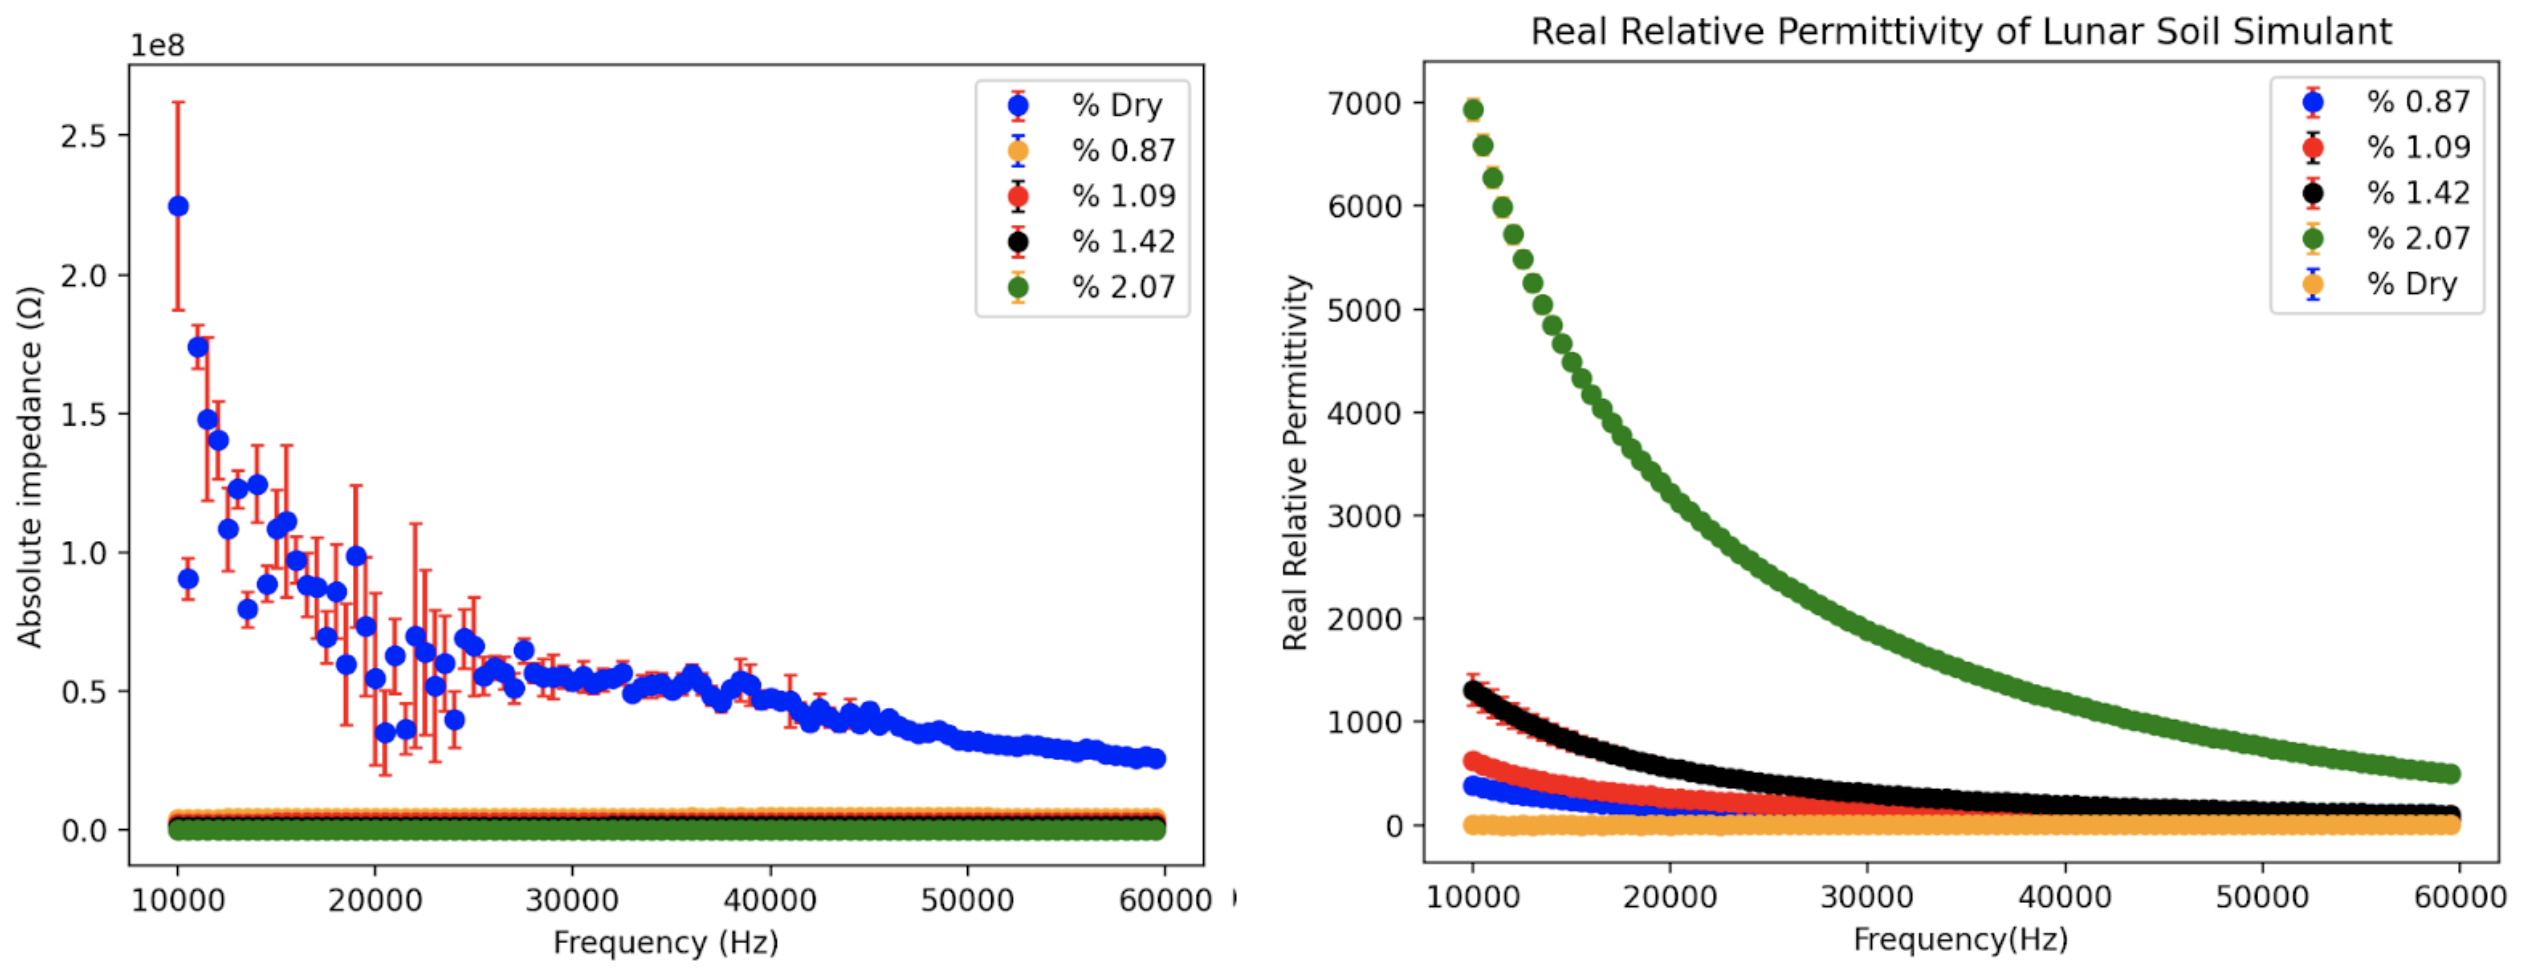 1e8
Absolute impedance (Ω)
2.5
2.0
1.5
1.0
0.5
0.0
10000 20000 30000 40000 50000 60000
Frequency (Hz)
% Dry
% 0.87
% 1.09
% 1.42
% 2.07
Real Relative Permittivity of Lunar Soil Simulant
Real Relative Permittivity
7000
6000
5000
4000
3000
2000
1000
0
10000 20000 30000 40000 50000 60000
Frequency(Hz)
% 0.87
% 1.09
% 1.42
% 2.07
% Dry